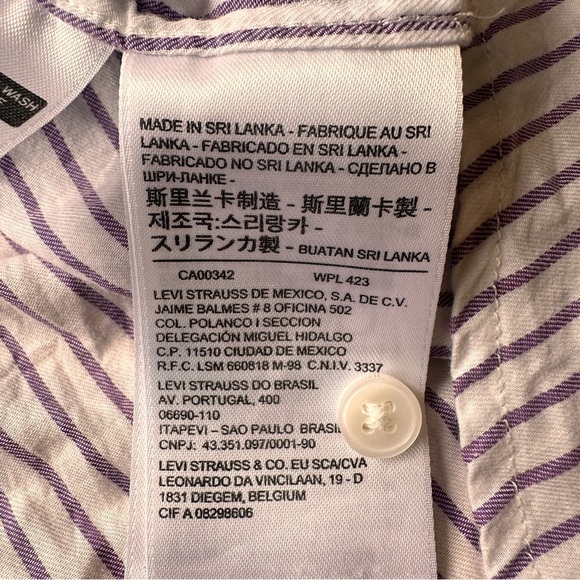 WASH
MADE IN SRI LANKA - FABRIQUE AU SRI
LANKA - FABRICADO EN SRI LANKA -
FABRICADO NO SRI LANKA - СДЕЛАНО В
ШРИ-ЛАНКЕ -
斯里兰卡制造 - 斯里蘭卡製 -
제조국:스리랑카 -
スリランカ製 - BUATAN SRI LANKA
CA00342 WPL 423
LEVI STRAUSS DE MEXICO, S.A. DE C.V.
JAIME BALMES # 8 OFICINA 502
COL. POLANCO I SECCION
DELEGACIÓN MIGUEL HIDALGO
C.P. 11510 CIUDAD DE MEXICO
R.F.C. LSM 660818 M-98 C.N.I.V. 3337
LEVI STRAUSS DO BRASIL
AV. PORTUGAL, 400
06690-110
ITAPEVI – SAO PAULO BRASIL
CNPJ: 43.351.097/0001-90
LEVI STRAUSS & CO. EU SCA/CVA
LEONARDO DA VINCILAAN, 19 - D
1831 DIEGEM, BELGIUM
CIF A 08298606